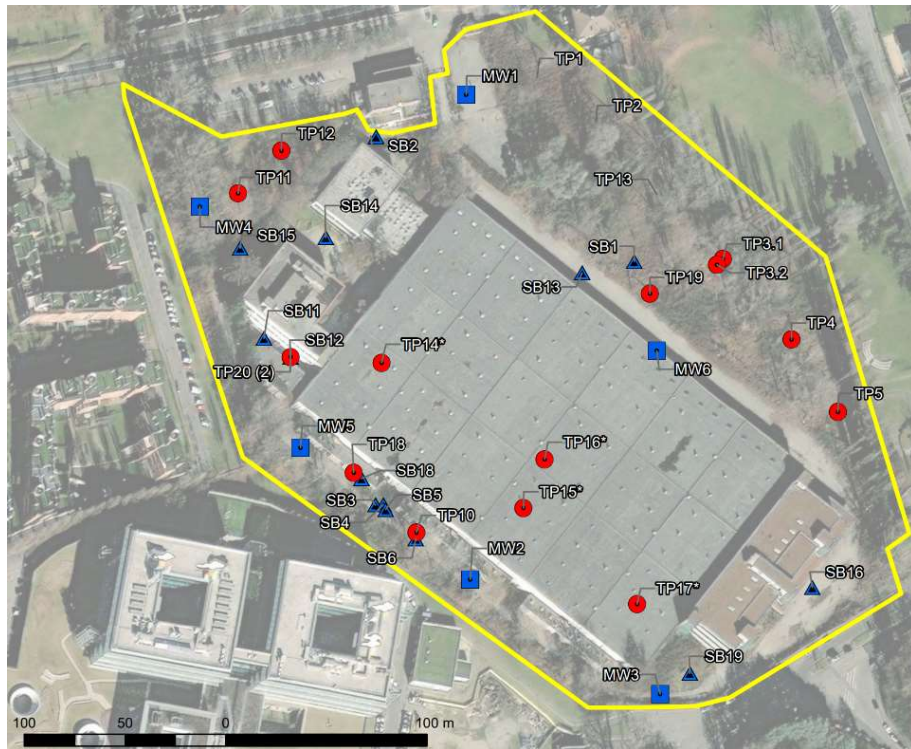 TP1
MW1
TP2
TP12
SB2
TP13
TP11
SB14
MW4
SB15
SB1
TP3.1
TP3.2
SB13
TP19
SB11
TP4
SB12
TP14*
TP20 (2)
MW6
TP5
MW5
TP18
TP16*
SB18
SB3
SB5
TP15*
SB4
TP10
SB6
MW2
SB16
TP17*
SB19
MW3
100 50 0 100 m